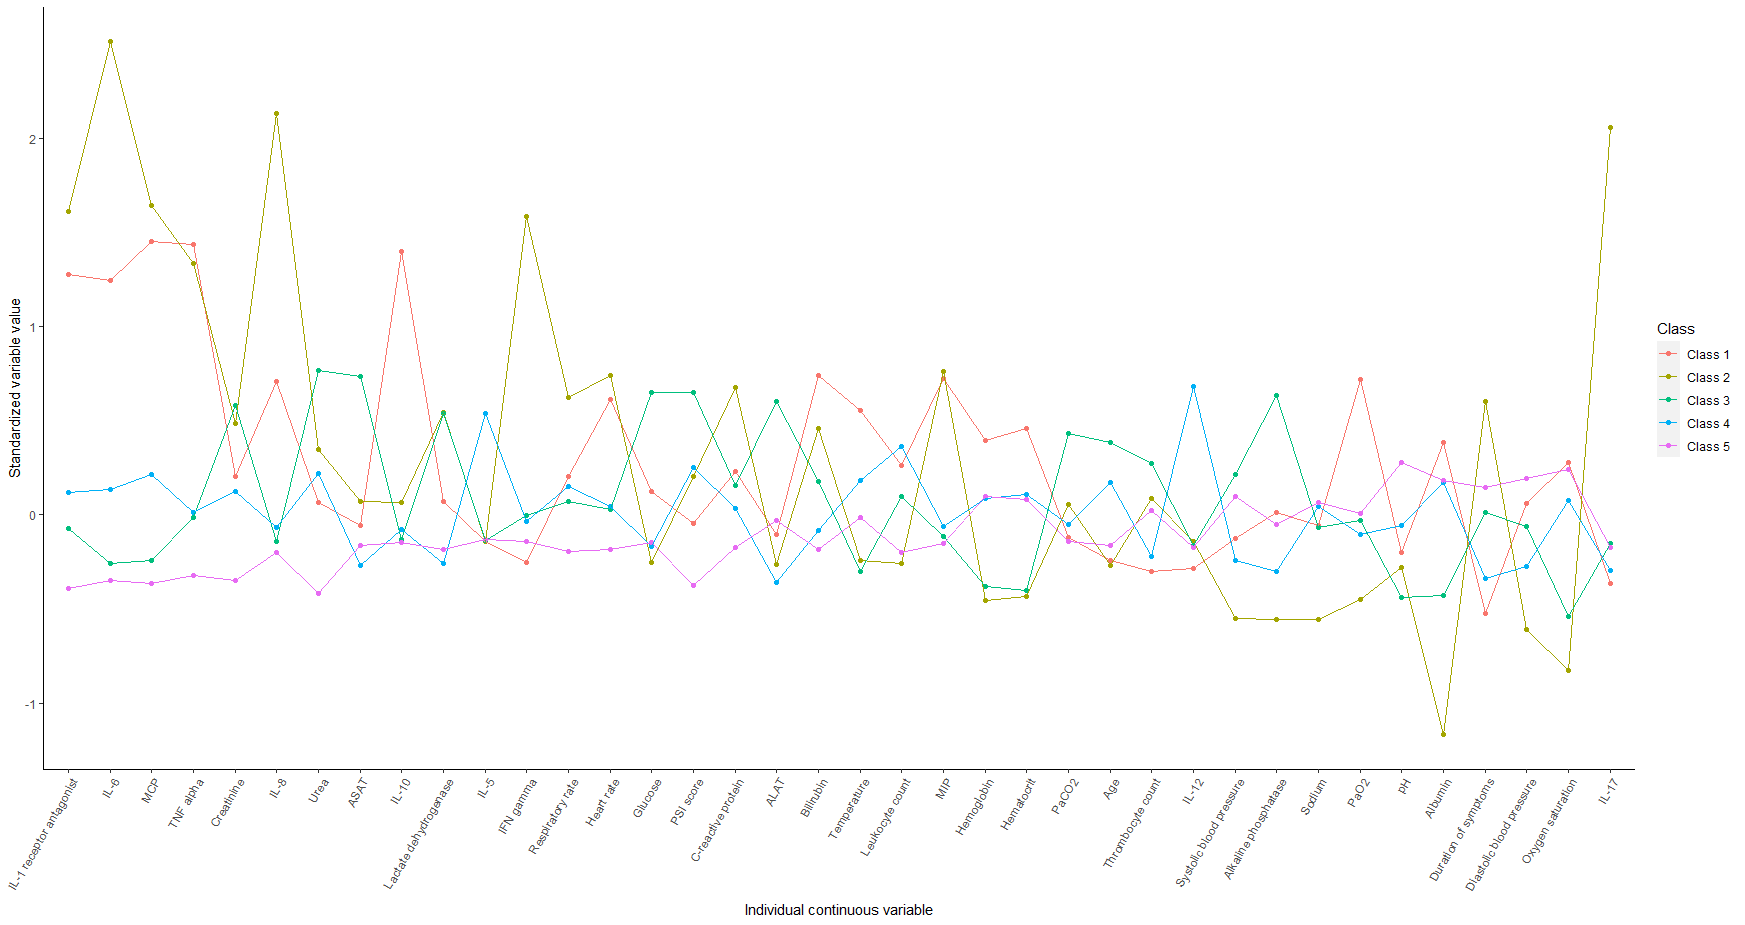 Standardized variable value
2
1
0
-1
IL-1 receptor antagonist
IL-6
MCP
TNF alpha
Creatinine
IL-8
Urea
ASAT
IL-10
Lactate dehydrogenase
IL-5
IFN gamma
Respiratory rate
Heart rate
Glucose
PSI score
C-reactive protein
ALAT
Bilirubin
Temperature
Leukocyte count
MIP
Hemoglobin
Hematocrit
PaCO2
Age
Thrombocyte count
IL-12
Systolic blood pressure
Alkaline phosphatase
Sodium
PaO2
pH
Albumin
Duration of symptoms
Diastolic blood pressure
Oxygen saturation
IL-17
Individual continuous variable
Class
Class 1
Class 2
Class 3
Class 4
Class 5